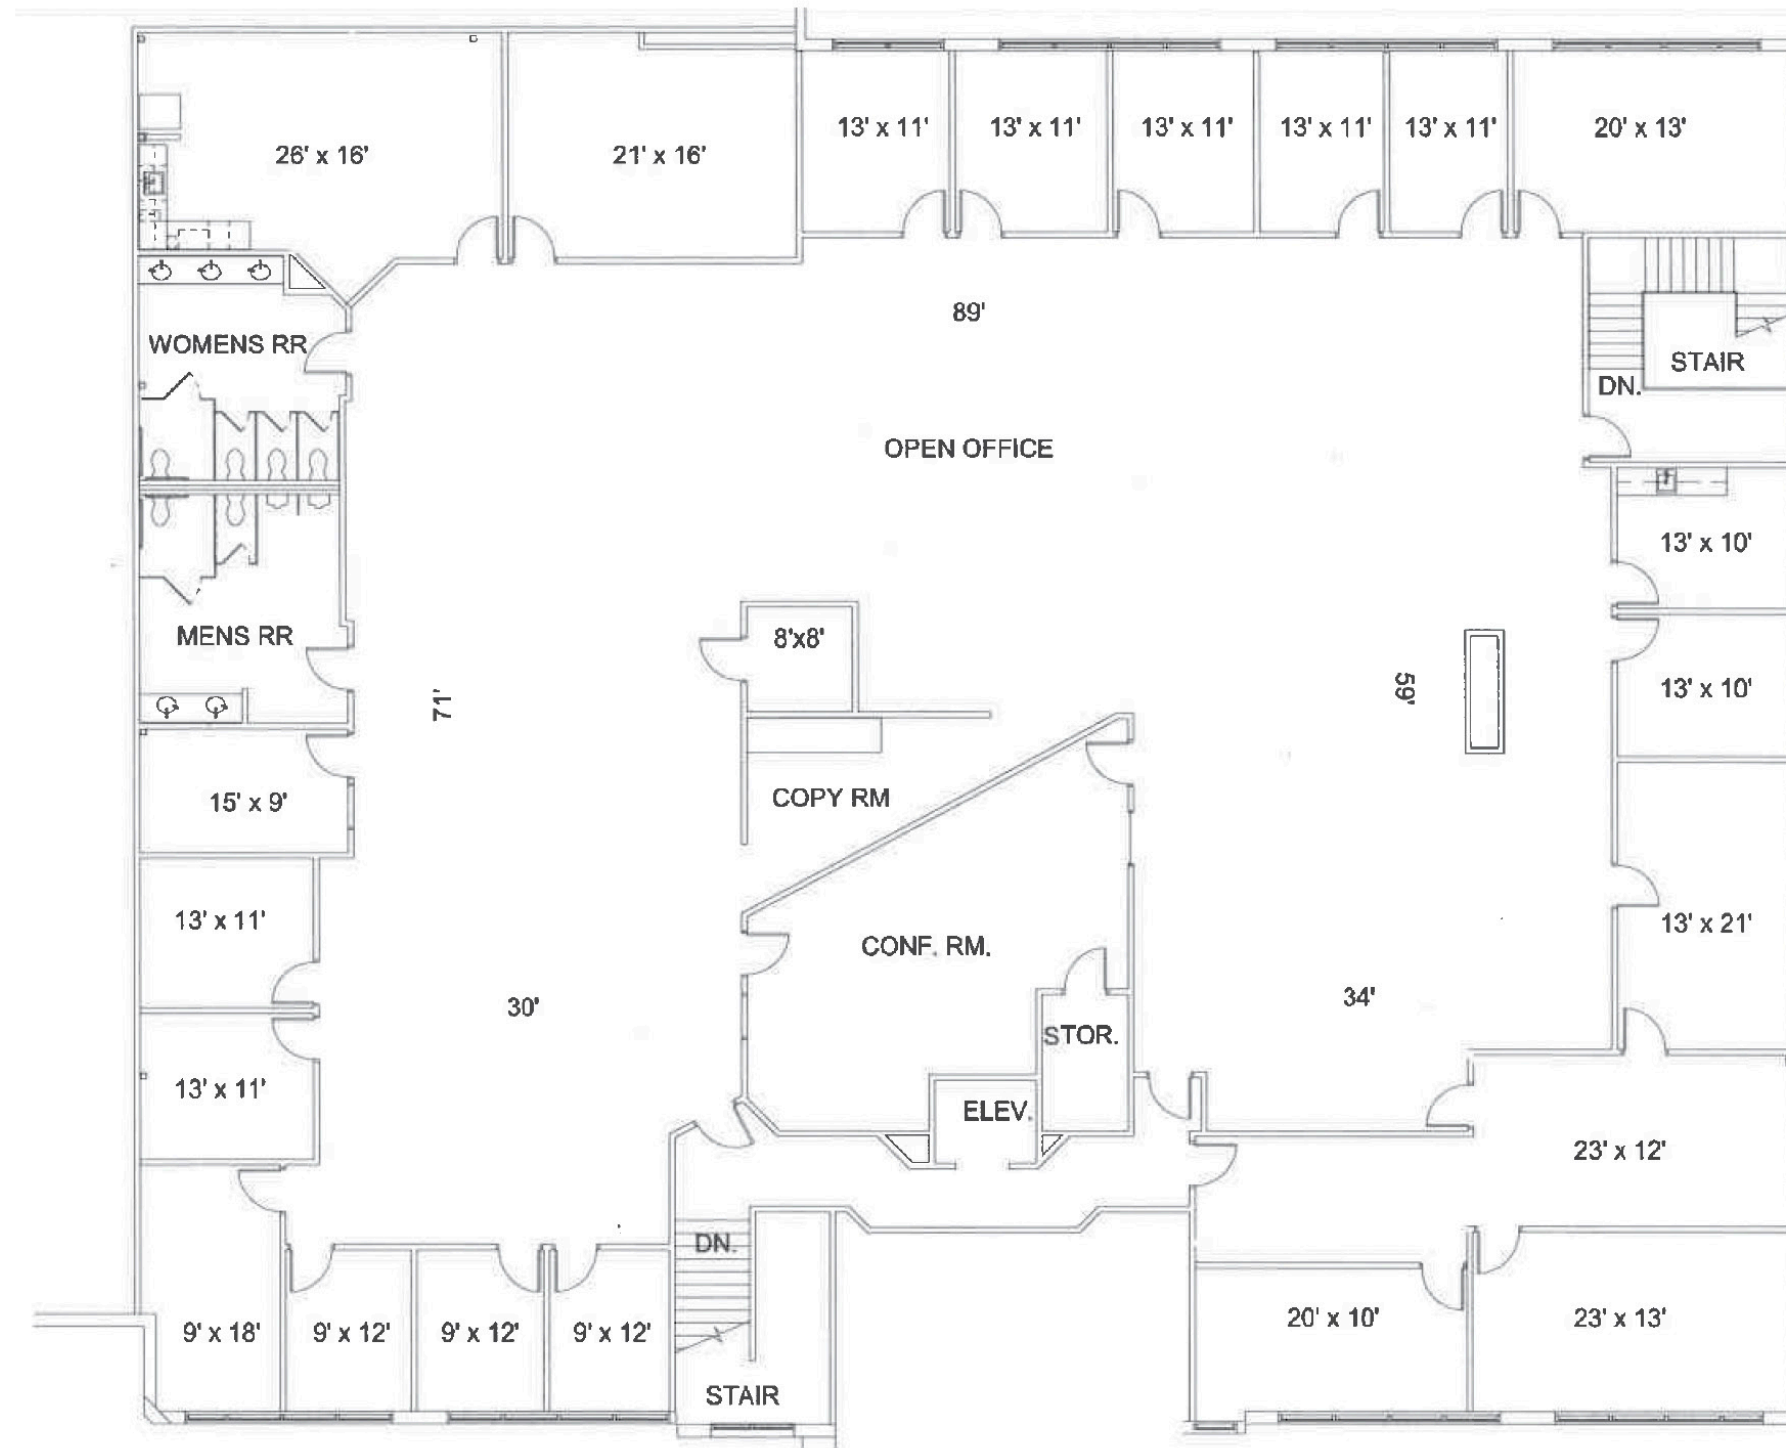 13' x 11'
13' x 11'
13' x 11'
13' x 11'
13' x 11'
20' x 13'
26' x 16'
21' x 16'
89'
WOMENS RR
STAIR
DN.
OPEN OFFICE
13' x 10'
MENS RR
8'x8'
13' x 10'
71'
59'
15' x 9'
COPY RM
13' x 11'
CONF. RM.
13' x 21'
30'
34'
STOR.
13' x 11'
ELEV.
23' x 12'
DN.
9' x 18'
9' x 12'
9' x 12'
9' x 12'
20' x 10'
23' x 13'
STAIR